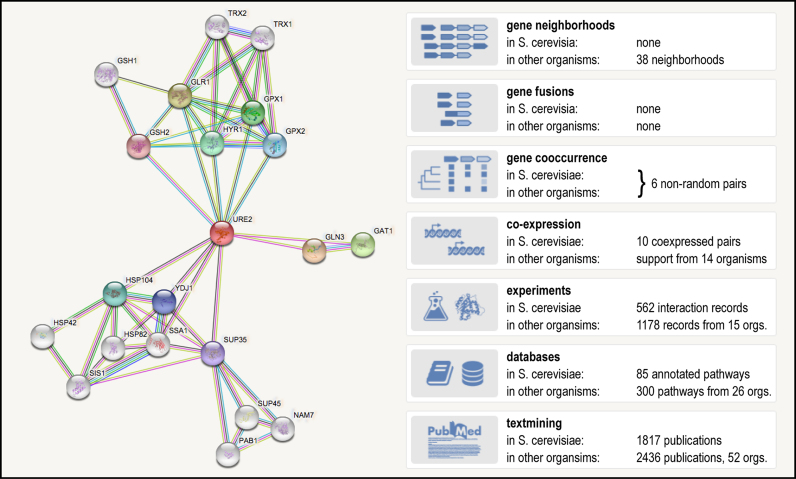 TRX2
TRX1
GSH1
GLR1
GPX1
HYR1
GPX2
GSH2
URE2
GLN3
GAT1
HSP104
YDJ1
HSP42
HSP82
SSA1
SUP35
SIS1
SUP45
NAM7
PAB1
gene neighborhoods
in S. cerevisia: none
in other organisms: 38 neighborhoods
gene fusions
in S. cerevisiae: none
in other organisms: none
gene cooccurrence
in S. cerevisiae:
in other organisms:
} 6 non-random pairs
co-expression
in S. cerevisiae: 10 coexpressed pairs
in other organisms: support from 14 organisms
experiments
in S. cerevisiae 562 interaction records
in other organsims: 1178 records from 15 orgs.
databases
in S. cerevisiae: 85 annotated pathways
in other organisms: 300 pathways from 26 orgs.
PubMed
textmining
in S. cerevisiae: 1817 publications
in other organsims: 2436 publications, 52 orgs.